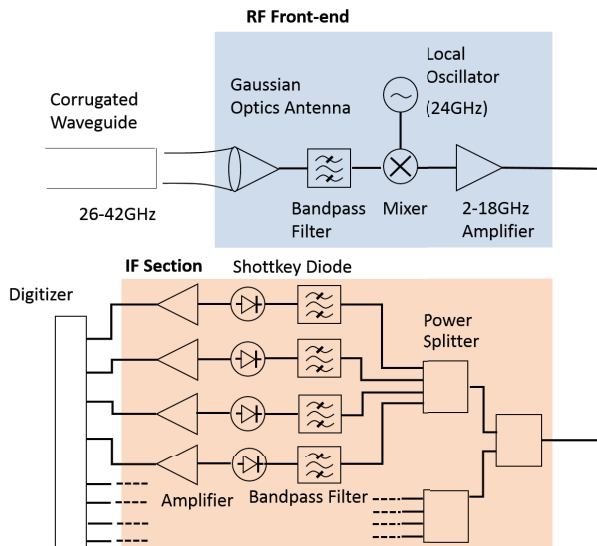 RF Front-end
Gaussian
Optics Antenna
Local
Oscillator
(24GHz)
Corrugated
Waveguide
26-42GHz
Bandpass
Filter
Mixer
2-18GHz
Amplifier
IF Section
Shottkey Diode
Digitizer
Power
Splitter
Amplifier
Bandpass Filter